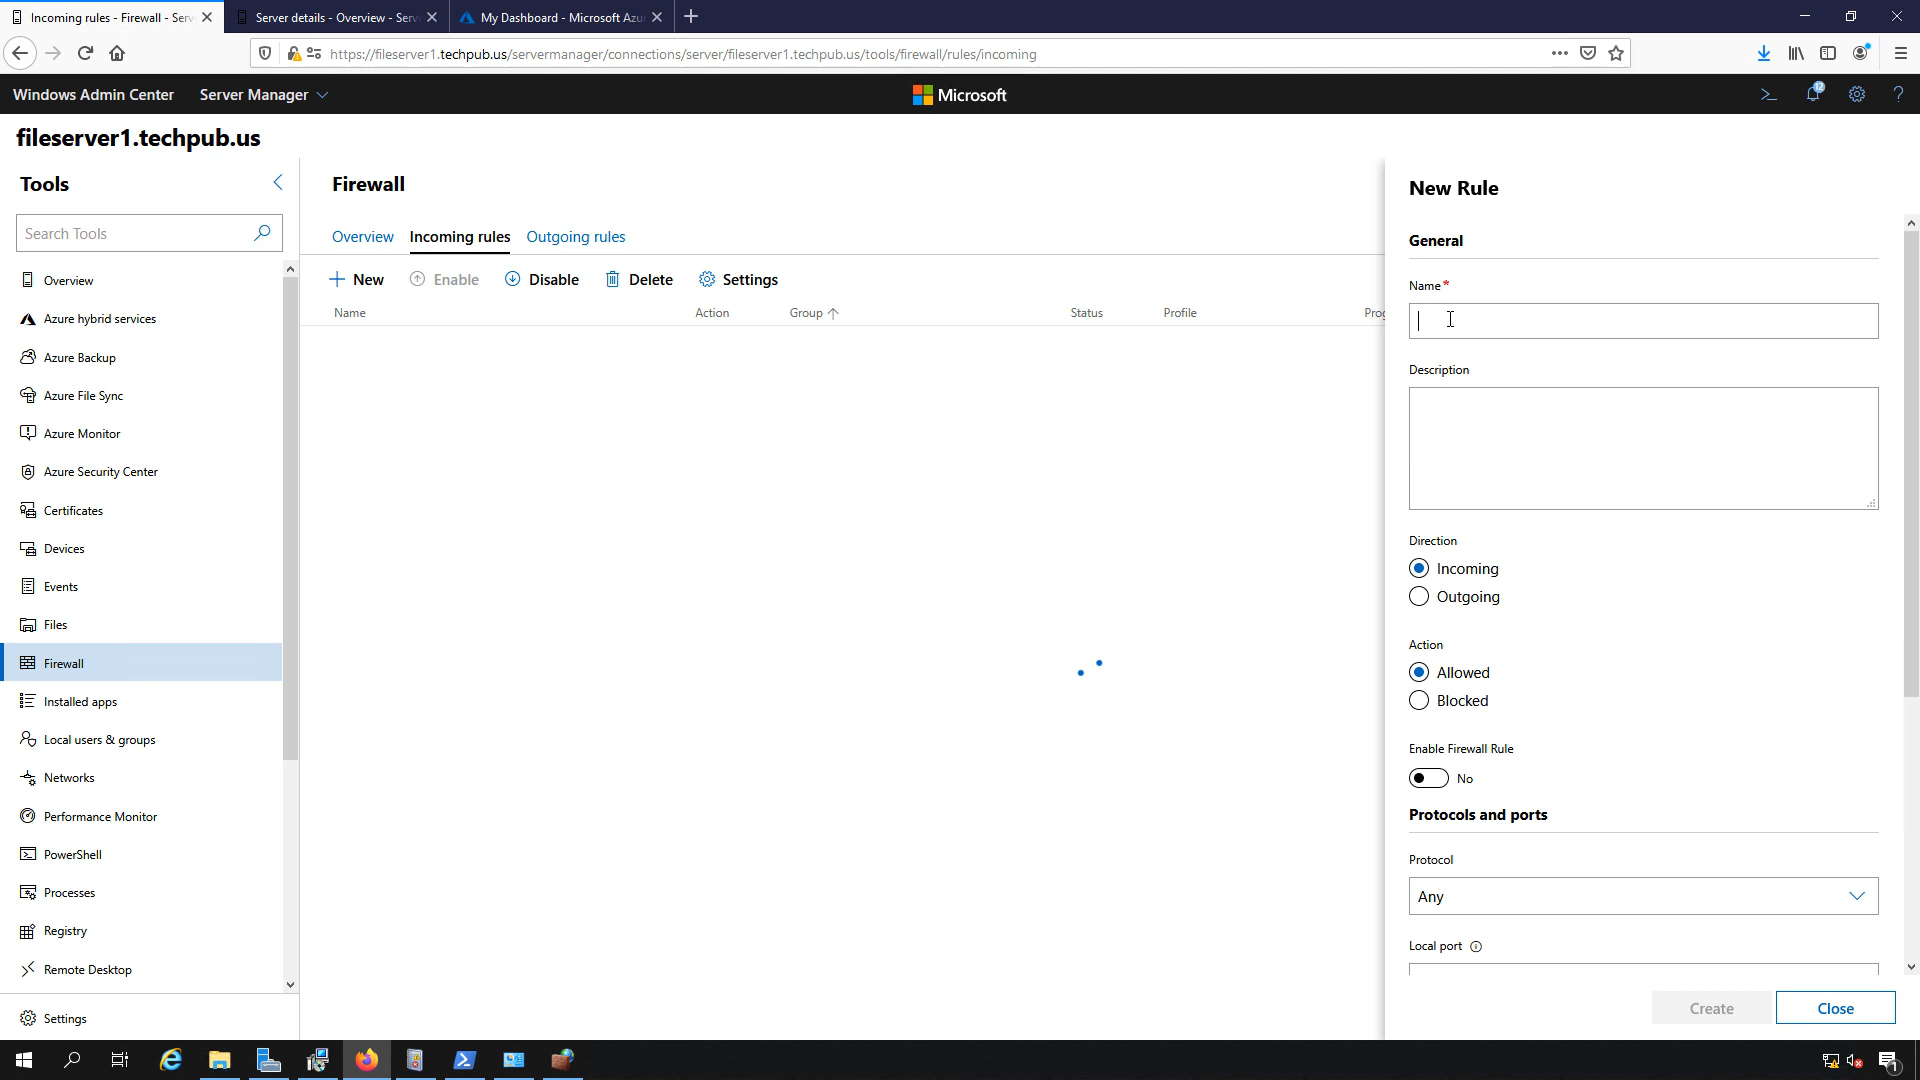 Incoming rules - Firewall - Serv
Server details - Overview - Serv
My Dashboard - Microsoft Azu
https://fileserver1.techpub.us/servermanager/connections/server/fileserver1.techpub.us/tools/firewall/rules/incoming
Windows Admin Center
Server Manager
Microsoft
12
fileserver1.techpub.us
Tools
Search Tools
Overview
Azure hybrid services
Azure Backup
Azure File Sync
Azure Monitor
Azure Security Center
Certificates
Devices
Events
Files
Firewall
Installed apps
Local users & groups
Networks
Performance Monitor
PowerShell
Processes
Registry
Remote Desktop
Settings
Firewall
Overview
Incoming rules
Outgoing rules
New
Enable
Disable
Delete
Settings
Name
Action
Group
Status
Profile
Prog
New Rule
General
Name*
Description
Direction
Incoming
Outgoing
Action
Allowed
Blocked
Enable Firewall Rule
No
Protocols and ports
Protocol
Any
Local port
Create
Close
1